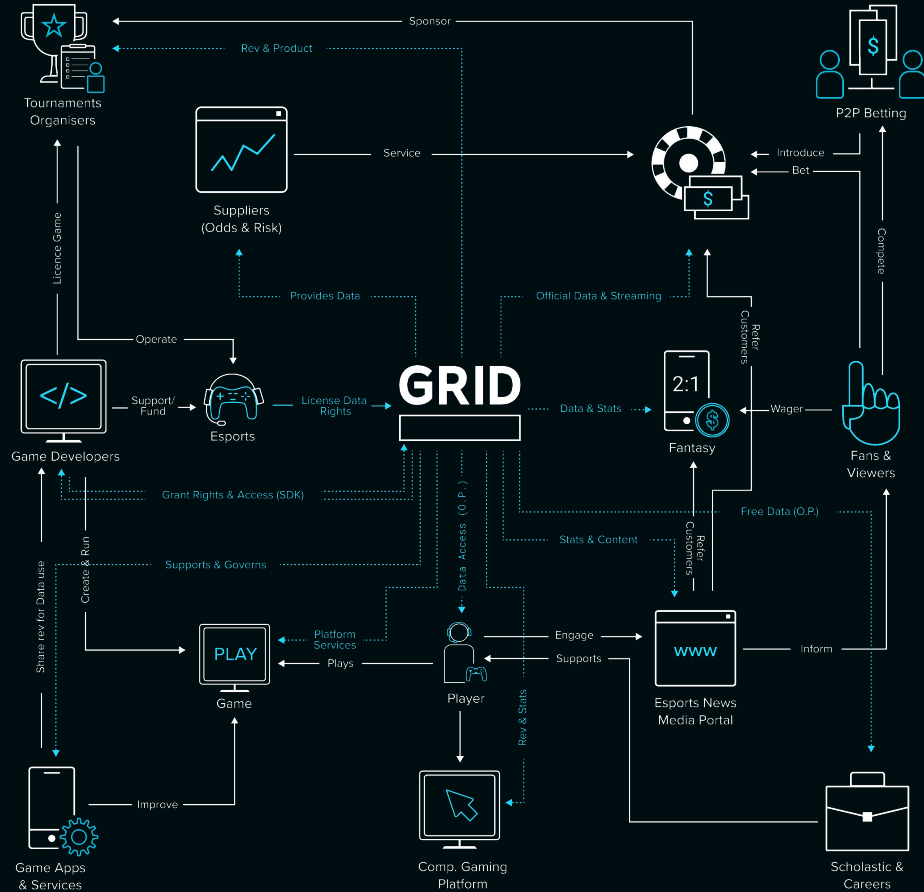 Sponsor
Rev & Product
$
Tournaments
Organisers
P2P Betting
Service
Introduce
Bet
$
Suppliers
(Odds & Risk)
Licence Game
Compete
Provides Data
Official Data & Streaming
Refer
Customers
Operate
GRID
</>
Support/
Fund
License Data
Rights
Data & Stats
2:1
$
Wager
Esports
Fantasy
Game Developers
Fans &
Viewers
Grant Rights & Access (SDK)
Data Access (O.P.)
Free Data (O.P.)
Create & Run
Supports & Governs
Stats & Content
Refer
Customers
Share rev for Data use
Platform
Services
PLAY
Plays
Engage
Supports
www
Inform
Game
Player
Esports News
Media Portal
Rev & Stats
Improve
Game Apps
& Services
Comp. Gaming
Platform
Scholastic &
Careers